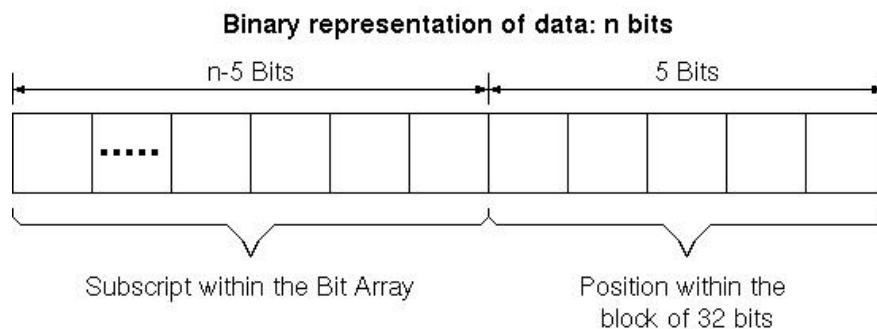 Binary representation of data: n bits
n-5 Bits
5 Bits
.....
Subscript within the Bit Array
Position within the
block of 32 bits